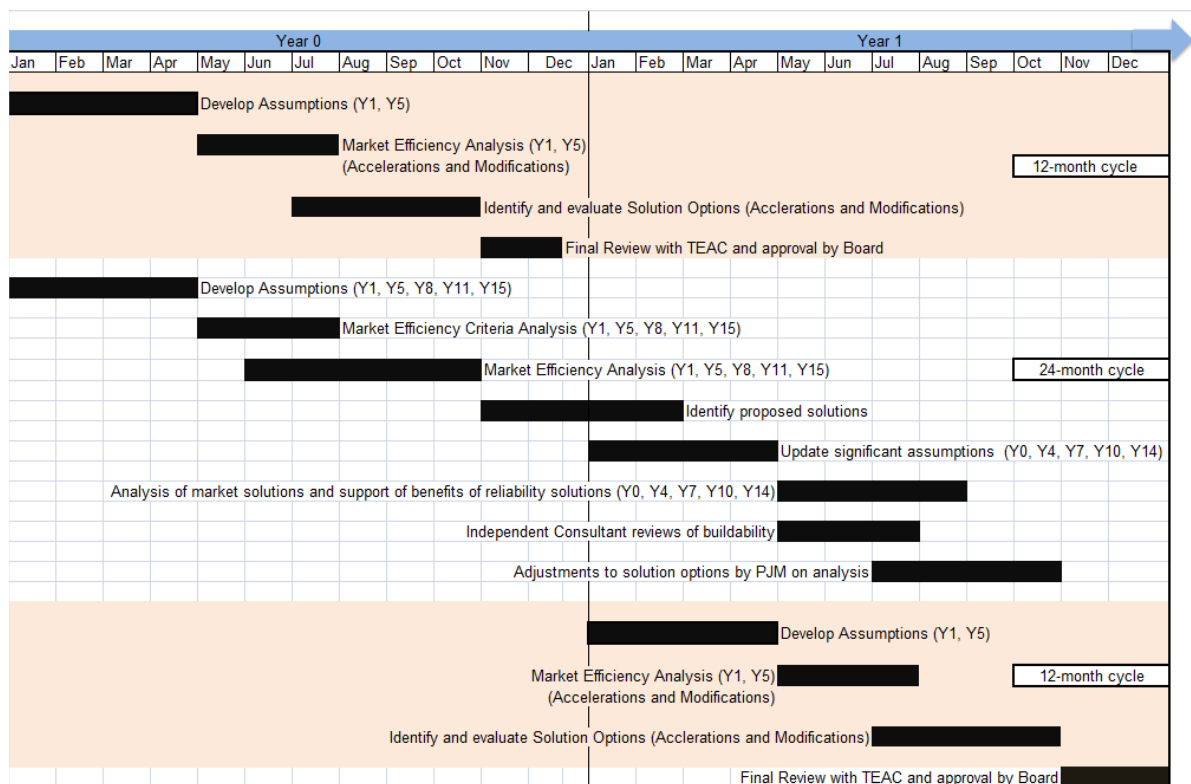 Year 0 Year 1
Jan Feb Mar Apr May Jun Jul Aug Sep Oct Nov Dec Jan Feb Mar Apr May Jun Jul Aug Sep Oct Nov Dec
Develop Assumptions (Y1, Y5)
Market Efficiency Analysis (Y1, Y5)
(Accelerations and Modifications)
12-month cycle
Identify and evaluate Solution Options (Acclerations and Modifications)
Final Review with TEAC and approval by Board
Develop Assumptions (Y1, Y5, Y8, Y11, Y15)
Market Efficiency Criteria Analysis (Y1, Y5, Y8, Y11, Y15)
Market Efficiency Analysis (Y1, Y5, Y8, Y11, Y15)
24-month cycle
Identify proposed solutions
Update significant assumptions (Y0, Y4, Y7, Y10, Y14)
Analysis of market solutions and support of benefits of reliability solutions (Y0, Y4, Y7, Y10, Y14)
Independent Consultant reviews of buildability
Adjustments to solution options by PJM on analysis
Develop Assumptions (Y1, Y5)
Market Efficiency Analysis (Y1, Y5)
(Accelerations and Modifications)
12-month cycle
Identify and evaluate Solution Options (Acclerations and Modifications)
Final Review with TEAC and approval by Board